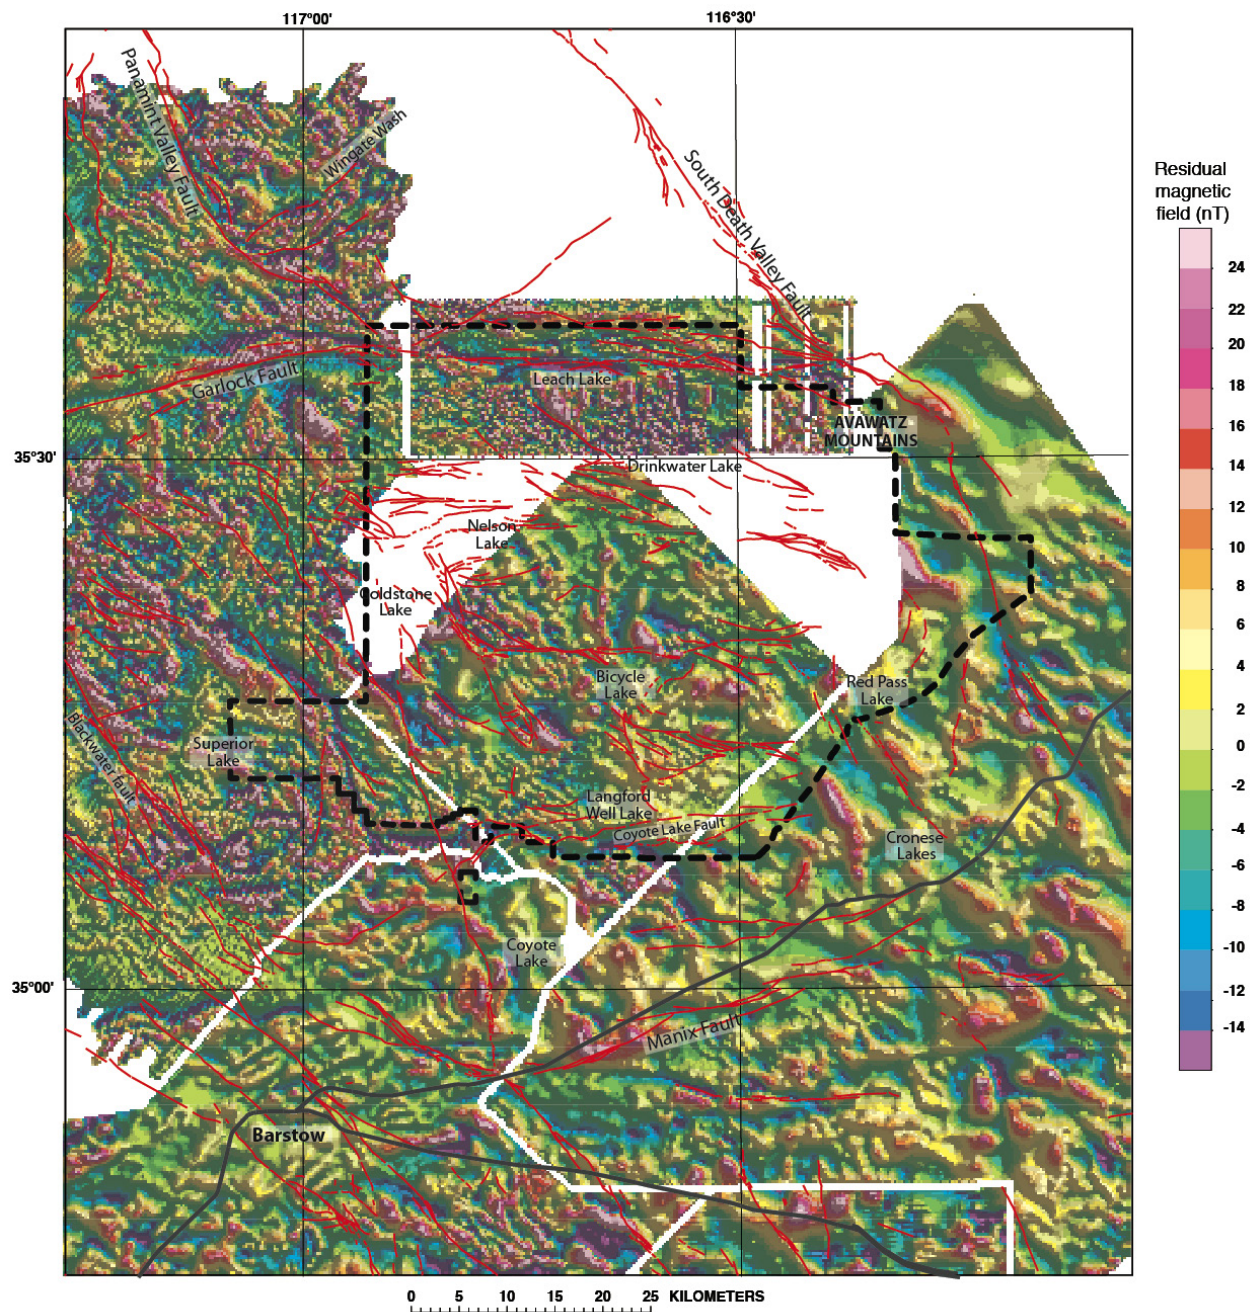 117°00'
116°30'
Panamint Valley Fault
Wingate Wash
South Death Valley Fault
Residual
magnetic
field (nT)
24
22
20
18
16
14
12
10
8
6
4
2
0
-2
-4
-6
-8
-10
-12
-14
Garlock Fault
Leach Lake
AVAWATZ
MOUNTAINS
35°30'
Drinkwater Lake
Nelson
Lake
Goldstone
Lake
Bicycle
Lake
Red Pass
Lake
Blackwater fault
Superior
Lake
Langford
Well Lake
Coyote Lake Fault
Cronese
Lakes
Coyote
Lake
35°00'
Manix Fault
Barstow
0 5 10 15 20 25 KILOMETERS